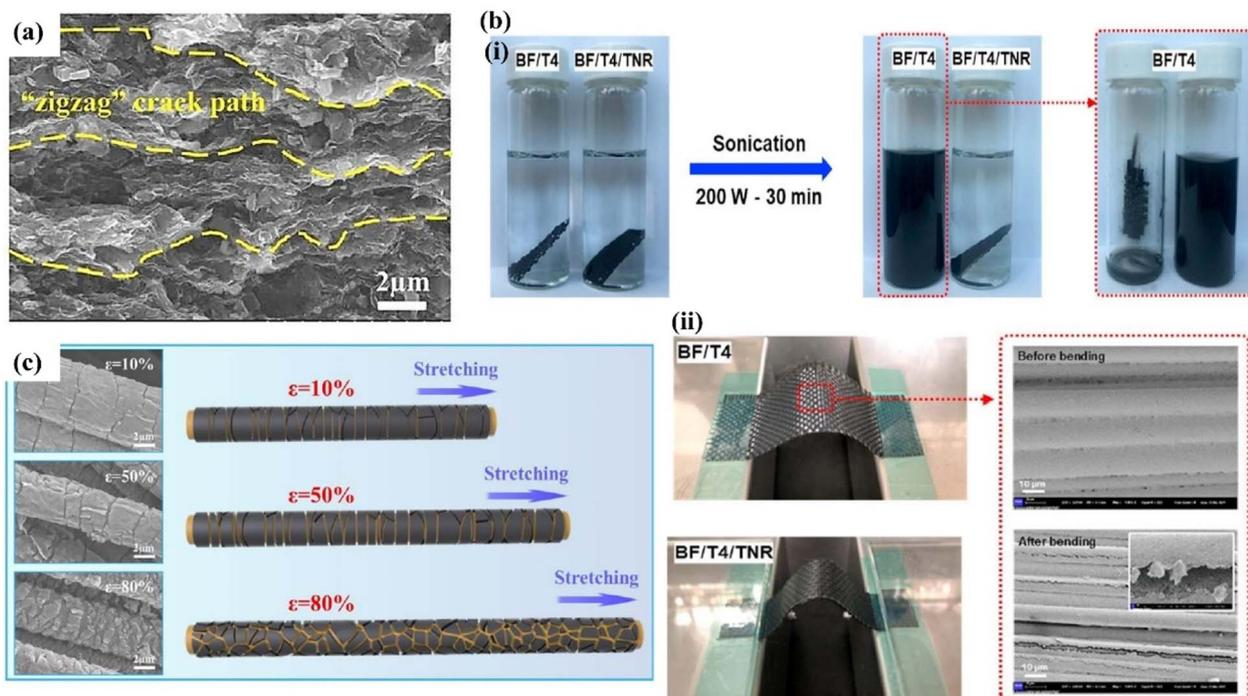 (a)
"zigzag" crack path
2μm
(b)
(i)
BF/T4 BF/T4/TNR
Sonication
200 W - 30 min
BF/T4 BF/T4/TNR
BF/T4
(c)
ε=10%
2μm
ε=50%
2μm
ε=80%
2μm
Stretching
ε=10%
Stretching
ε=50%
Stretching
ε=80%
(ii)
BF/T4
BF/T4/TNR
Before bending
10 μm
After bending
10 μm